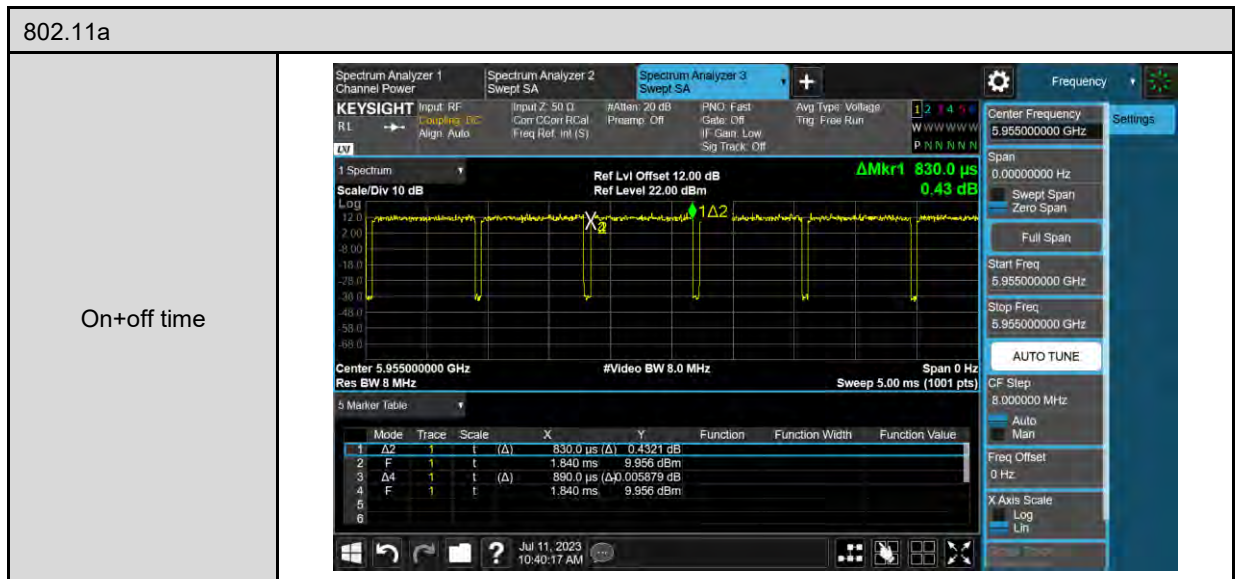 802.11a
On+off time
Spectrum Analyzer 1
Channel Power
Spectrum Analyzer 2
Swept SA
Spectrum Analyzer 3
Swept SA
Frequency
KEYSIGHT
Input: RF
Coupling: DC
Align: Auto
RL
LXI
Input Z: 50 Ω
Corr CCorr RCal
Freq Ref: Int (S)
#Atten: 20 dB
Preamp: Off
PNO: Fast
Gate: Off
IF Gain: Low
Sig Track: Off
Avg Type: Voltage
Trig: Free Run
1 2 3 4 5 6
W W W W W W
P N N N N N
Center Frequency
5.955000000 GHz
Settings
Span
0.00000000 Hz
Swept Span
Zero Span
Full Span
Start Freq
5.955000000 GHz
Stop Freq
5.955000000 GHz
AUTO TUNE
CF Step
8.000000 MHz
Auto
Man
Freq Offset
0 Hz
X Axis Scale
Log
Lin
1 Spectrum
Scale/Div 10 dB
Ref Lvl Offset 12.00 dB
Ref Level 22.00 dBm
ΔMkr1 830.0 µs
0.43 dB
Log
12.0
2.00
-8.00
-18.0
-28.0
-38.0
-48.0
-58.0
-68.0
1Δ2
Center 5.955000000 GHz
Res BW 8 MHz
#Video BW 8.0 MHz
Span 0 Hz
Sweep 5.00 ms (1001 pts)
5 Marker Table
Mode Trace Scale X Y Function Function Width Function Value
1 Δ2 1 t (Δ) 830.0 µs (Δ) 0.4321 dB
2 F 1 t 1.840 ms 9.956 dBm
3 Δ4 1 t (Δ) 890.0 µs (Δ) 0.005879 dB
4 F 1 t 1.840 ms 9.956 dBm
5
6
Jul 11, 2023
10:40:17 AM